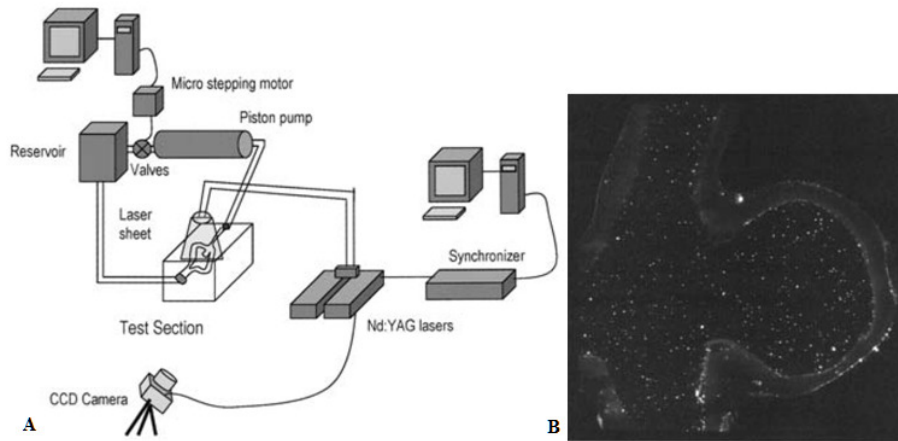 Micro stepping motor
Piston pump
Reservoir
Valves
Laser
sheet
Synchronizer
Test Section
Nd:YAG lasers
CCD Camera
A
B